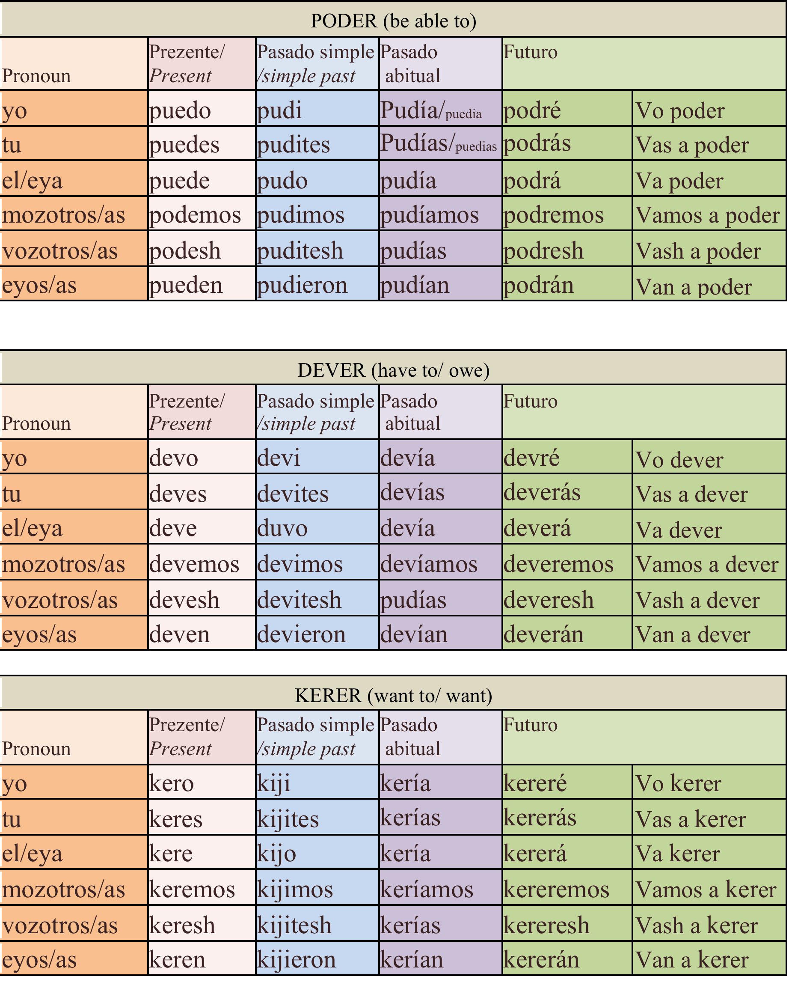 PODER (be able to)
Pronoun Prezente/ Present Pasado simple /simple past Pasado abitual Futuro
yo puedo pudi Pudía/puedia podré Vo poder
tu puedes pudites Pudías/puedias podrás Vas a poder
el/eya puede pudo pudía podrá Va poder
mozotros/as podemos pudimos pudíamos podremos Vamos a poder
vozotros/as podesh puditesh pudías podresh Vash a poder
eyos/as pueden pudieron pudían podrán Van a poder
DEVER (have to/ owe)
Pronoun Prezente/ Present Pasado simple /simple past Pasado abitual Futuro
yo devo devi devía devré Vo dever
tu deves devites devías deverás Vas a dever
el/eya deve duvo devía deverá Va dever
mozotros/as devemos devimos devíamos deveremos Vamos a dever
vozotros/as devesh devitesh pudías deveresh Vash a dever
eyos/as deven devieron devían deverán Van a dever
KERER (want to/ want)
Pronoun Prezente/ Present Pasado simple /simple past Pasado abitual Futuro
yo kero kiji kería kereré Vo kerer
tu keres kijites kerías kererás Vas a kerer
el/eya kere kijo kería kererá Va kerer
mozotros/as keremos kijimos keríamos kereremos Vamos a kerer
vozotros/as keresh kijitesh kerías kereresh Vash a kerer
eyos/as keren kijieron kerían kererán Van a kerer